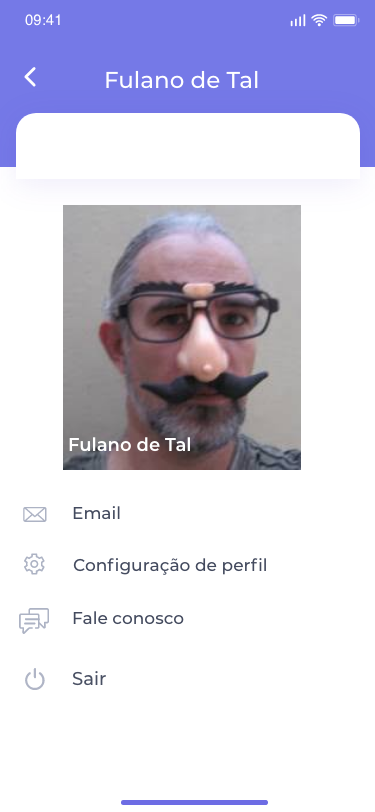 09:41
Fulano de Tal
Fulano de Tal
Email
Configuração de perfil
Fale conosco
Sair